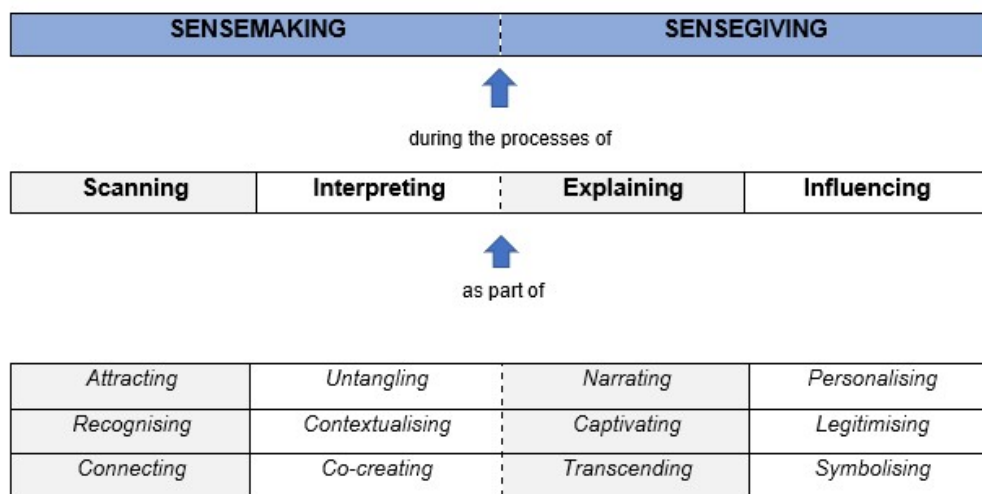 SENSEMAKING SENSEGIVING
during the processes of
Scanning Interpreting Explaining Influencing
as part of
Attracting Untangling Narrating Personalising
Recognising Contextualising Captivating Legitimising
Connecting Co-creating Transcending Symbolising